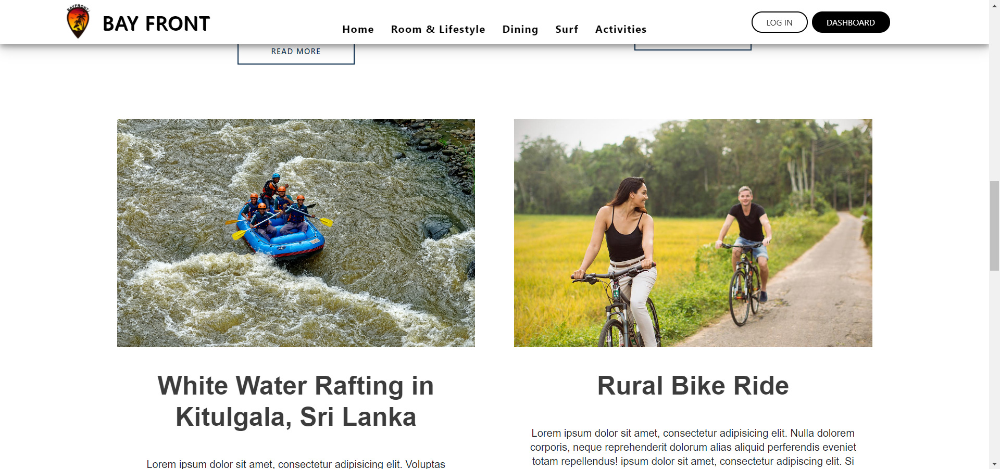 BAYFRONT
BAY FRONT
Home Room & Lifestyle Dining Surf Activities
LOG IN
DASHBOARD
READ MORE
White Water Rafting in
Kitulgala, Sri Lanka
Lorem ipsum dolor sit amet, consectetur adipisicing elit. Voluptas
Rural Bike Ride
Lorem ipsum dolor sit amet, consectetur adipisicing elit. Nulla dolorem
corporis, neque reprehenderit dolorum alias aliquid perferendis eveniet
totam repellendus! ipsum dolor sit amet, consectetur adipiscing elit. Si